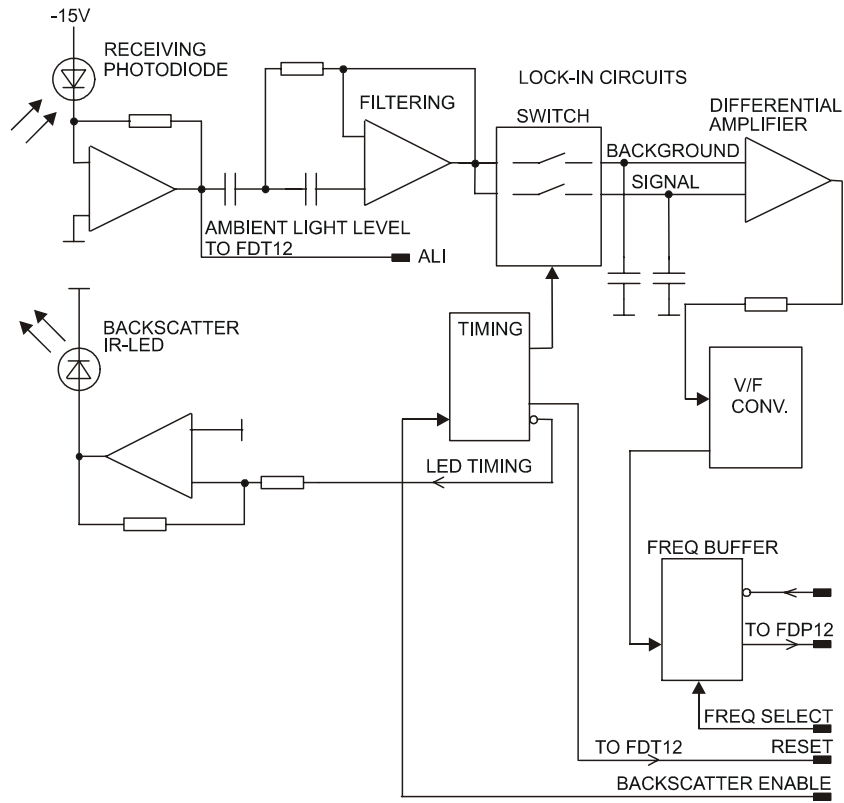 -15V
RECEIVING
PHOTODIODE
FILTERING
LOCK-IN CIRCUITS
SWITCH
DIFFERENTIAL
AMPLIFIER
BACKGROUND
SIGNAL
AMBIENT LIGHT LEVEL
TO FDT12
ALI
BACKSCATTER
IR-LED
TIMING
V/F
CONV.
LED TIMING
FREQ BUFFER
TO FDP12
FREQ SELECT
TO FDT12
RESET
BACKSCATTER ENABLE